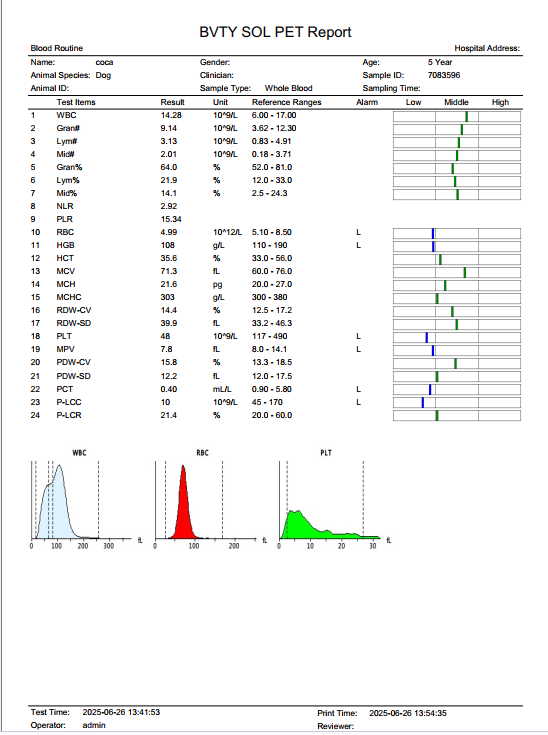 BVTY SOL PET Report
Blood Routine Hospital Address:
Name: coca Gender: Age: 5 Year
Animal Species: Dog Clinician: Sample ID: 7083596
Animal ID: Sample Type: Whole Blood Sampling Time:
Test Items Result Unit Reference Ranges Alarm Low Middle High
1 WBC 14.28 10^9/L 6.00 - 17.00
2 Gran# 9.14 10^9/L 3.62 - 12.30
3 Lym# 3.13 10^9/L 0.83 - 4.91
4 Mid# 2.01 10^9/L 0.18 - 3.71
5 Gran% 64.0 % 52.0 - 81.0
6 Lym% 21.9 % 12.0 - 33.0
7 Mid% 14.1 % 2.5 - 24.3
8 NLR 2.92
9 PLR 15.34
10 RBC 4.99 10^12/L 5.10 - 8.50 L
11 HGB 108 g/L 110 - 190 L
12 HCT 35.6 % 33.0 - 56.0
13 MCV 71.3 fL 60.0 - 76.0
14 MCH 21.6 pg 20.0 - 27.0
15 MCHC 303 g/L 300 - 380
16 RDW-CV 14.4 % 12.5 - 17.2
17 RDW-SD 39.9 fL 33.2 - 46.3
18 PLT 48 10^9/L 117 - 490 L
19 MPV 7.8 fL 8.0 - 14.1 L
20 PDW-CV 15.8 % 13.3 - 18.5
21 PDW-SD 12.2 fL 12.0 - 17.5
22 PCT 0.40 mL/L 0.90 - 5.80 L
23 P-LCC 10 10^9/L 45 - 170 L
24 P-LCR 21.4 % 20.0 - 60.0
WBC RBC PLT
0 100 200 300 fL 0 100 200 fL 0 10 20 30 fL
Test Time: 2025-06-26 13:41:53 Print Time: 2025-06-26 13:54:35
Operator: admin Reviewer: